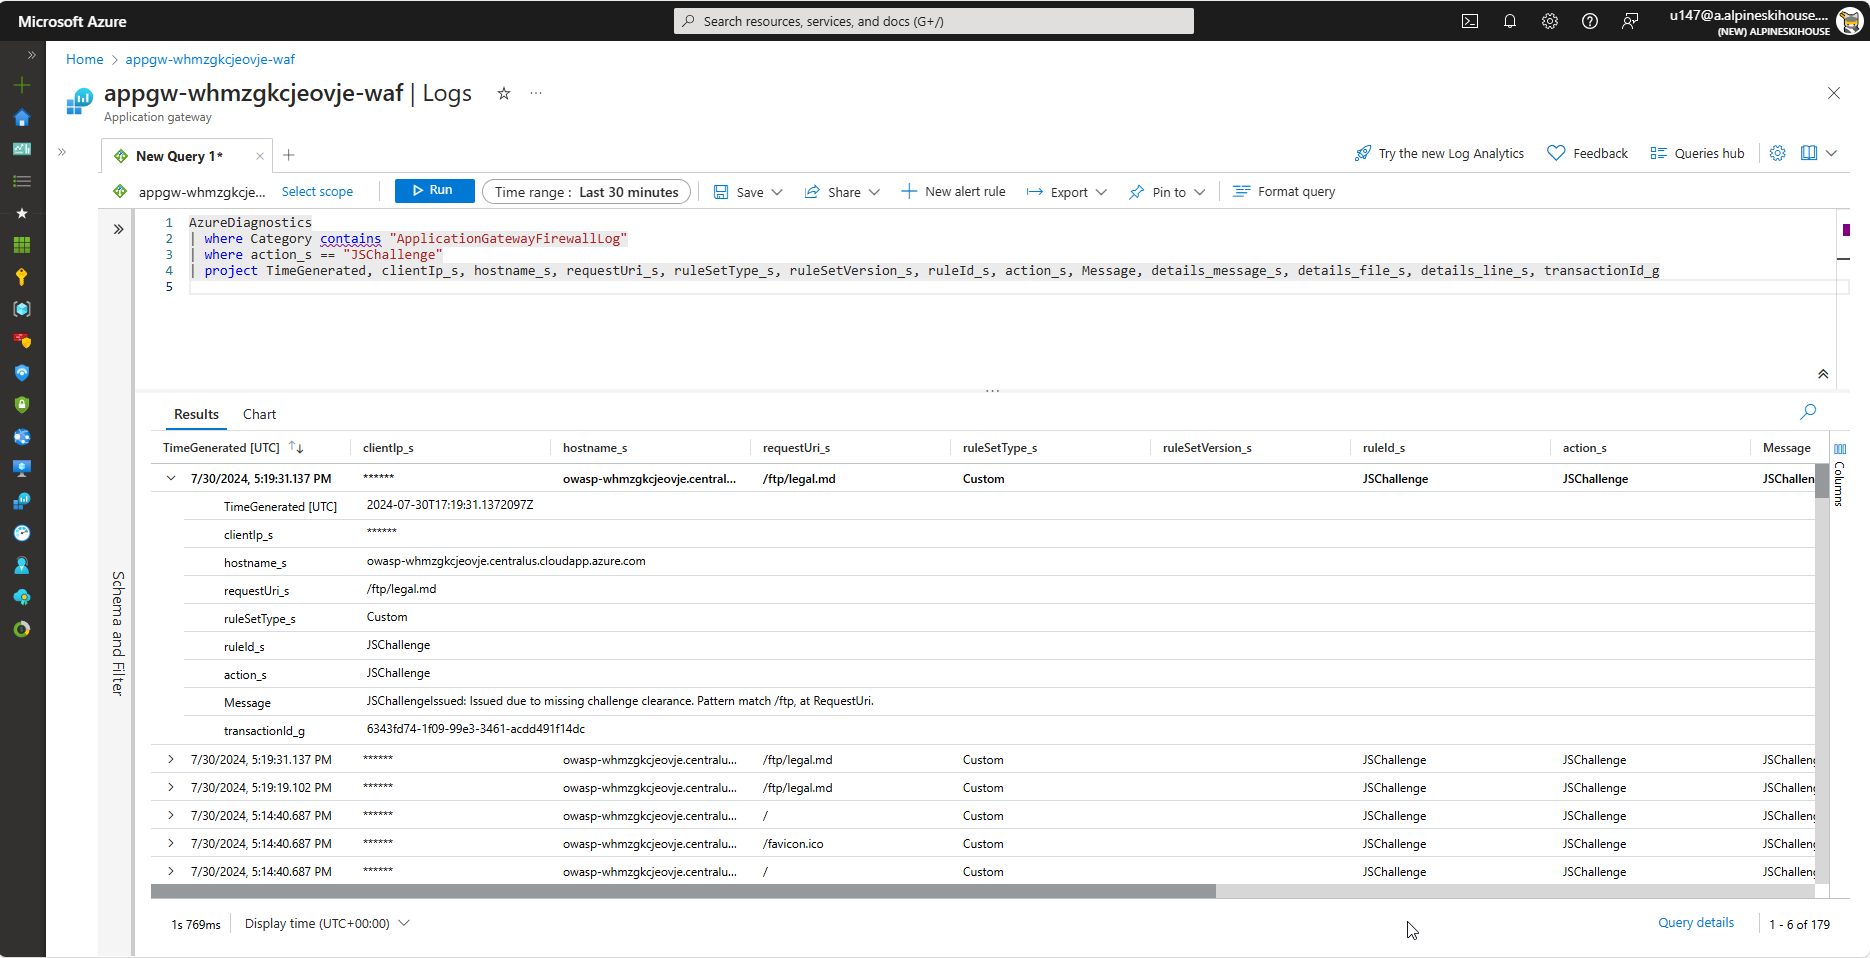 Microsoft Azure
Search resources, services, and docs (G+/)
u147@a.alpineskihouse....
(NEW) ALPINESKIHOUSE
Home > appgw-whmzgkcjeovje-waf
appgw-whmzgkcjeovje-waf | Logs
Application gateway
New Query 1*
Try the new Log Analytics Feedback Queries hub
appgw-whmzgkcje... Select scope Run Time range : Last 30 minutes Save Share New alert rule Export Pin to Format query
1 AzureDiagnostics
2 | where Category contains "ApplicationGatewayFirewallLog"
3 | where action_s == "JSChallenge"
4 | project TimeGenerated, clientIp_s, hostname_s, requestUri_s, ruleSetType_s, ruleSetVersion_s, ruleId_s, action_s, Message, details_message_s, details_file_s, details_line_s, transactionId_g
5
Schema and Filter
Results Chart
TimeGenerated [UTC] clientIp_s hostname_s requestUri_s ruleSetType_s ruleSetVersion_s ruleId_s action_s Message
Columns
7/30/2024, 5:19:31.137 PM ****** owasp-whmzgkcjeovje.central... /ftp/legal.md Custom JSChallenge JSChallenge JSChallen
TimeGenerated [UTC] 2024-07-30T17:19:31.1372097Z
clientIp_s ******
hostname_s owasp-whmzgkcjeovje.centralus.cloudapp.azure.com
requestUri_s /ftp/legal.md
ruleSetType_s Custom
ruleId_s JSChallenge
action_s JSChallenge
Message JSChallengeIssued: Issued due to missing challenge clearance. Pattern match /ftp, at RequestUri.
transactionId_g 6343fd74-1f09-99e3-3461-acdd491f14dc
7/30/2024, 5:19:31.137 PM ****** owasp-whmzgkcjeovje.centralu... /ftp/legal.md Custom JSChallenge JSChallenge JSChalleng
7/30/2024, 5:19:19.102 PM ****** owasp-whmzgkcjeovje.centralu... /ftp/legal.md Custom JSChallenge JSChallenge JSChalleng
7/30/2024, 5:14:40.687 PM ****** owasp-whmzgkcjeovje.centralu... / Custom JSChallenge JSChallenge JSChalleng
7/30/2024, 5:14:40.687 PM ****** owasp-whmzgkcjeovje.centralu... /favicon.ico Custom JSChallenge JSChallenge JSChalleng
7/30/2024, 5:14:40.687 PM ****** owasp-whmzgkcjeovje.centralu... / Custom JSChallenge JSChallenge JSChalleng
1s 769ms Display time (UTC+00:00) Query details 1 - 6 of 179